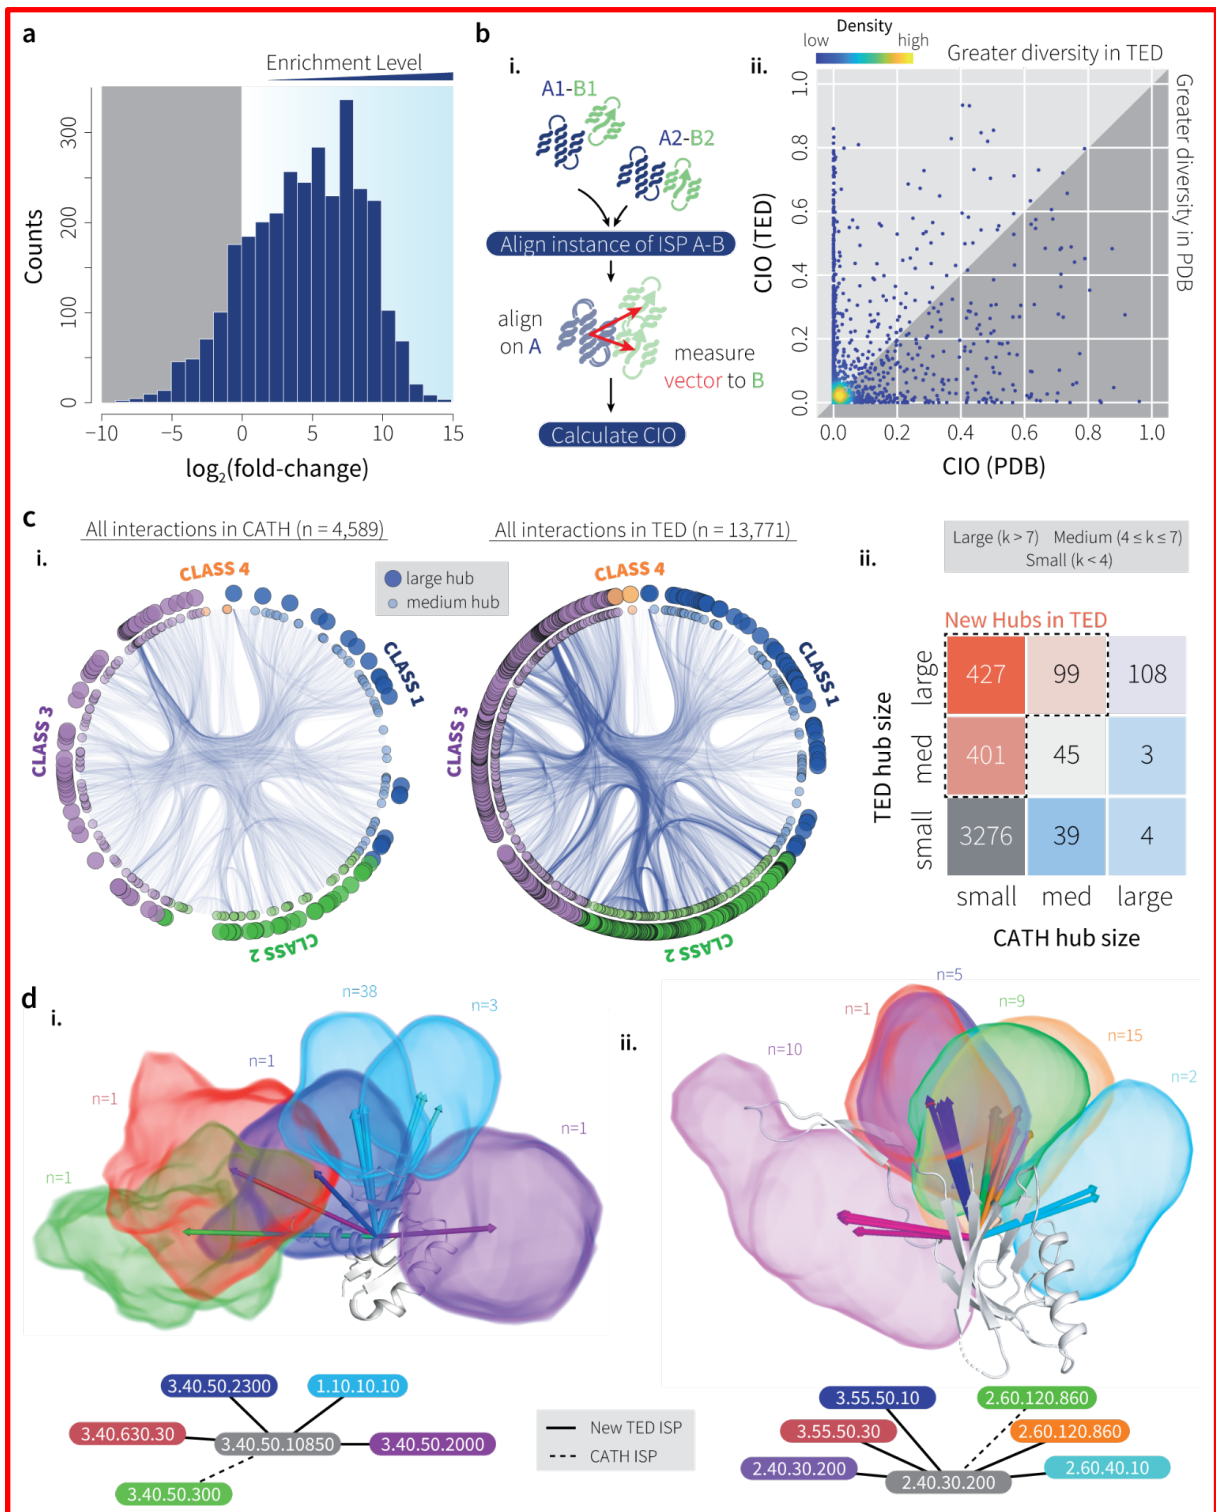 a
Enrichment Level
Counts
0
100
200
300
−10
−5
0
5
10
15
log2(fold-change)
b
i.
A1-B1
A2-B2
Align instance of ISP A-B
align
on A
measure
vector to B
Calculate CIO
ii.
Density
low
high
Greater diversity in TED
Greater diversity in PDB
CIO (TED)
1.0
0.8
0.6
0.4
0.2
0.0
0.0
0.2
0.4
0.6
0.8
1.0
CIO (PDB)
c
All interactions in CATH (n = 4,589)
All interactions in TED (n = 13,771)
i.
CLASS 4
large hub
medium hub
CLASS 1
CLASS 3
CLASS 2
CLASS 4
CLASS 1
CLASS 3
CLASS 2
ii.
Large (k > 7) Medium (4 ≤ k ≤ 7)
Small (k < 4)
New Hubs in TED
TED hub size
large
427
99
108
med
401
45
3
small
3276
39
4
small
med
large
CATH hub size
d
i.
n=38
n=3
n=1
n=1
n=1
n=1
3.40.50.2300
1.10.10.10
3.40.630.30
3.40.50.10850
3.40.50.2000
3.40.50.300
New TED ISP
CATH ISP
ii.
n=5
n=1
n=9
n=15
n=10
n=2
3.55.50.10
2.60.120.860
3.55.50.30
2.60.120.860
2.40.30.200
2.40.30.200
2.60.40.10